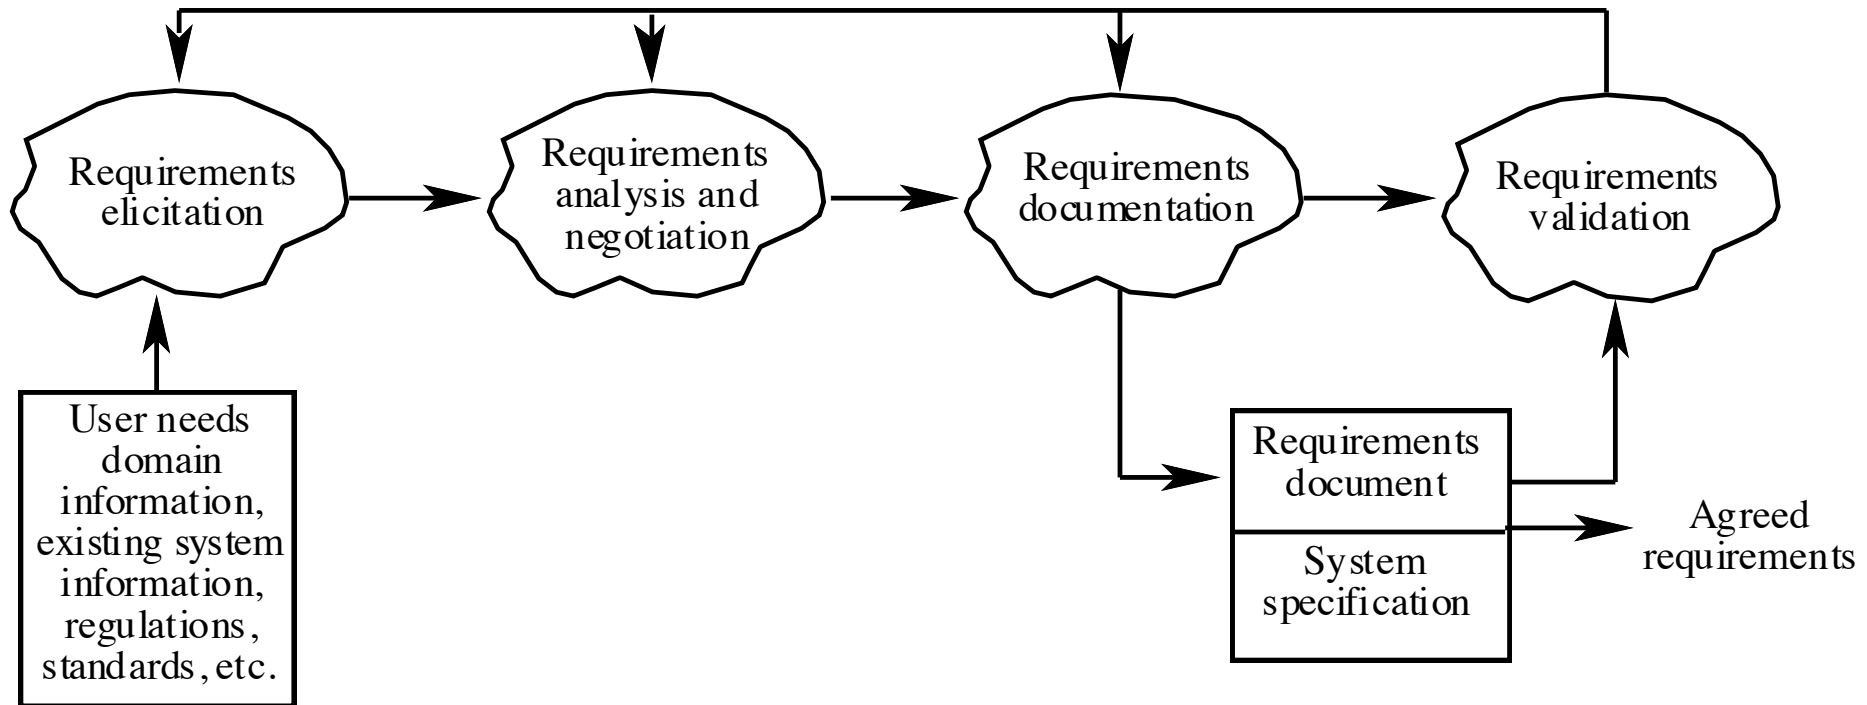 Requirements
elicitation
Requirements
analysis and
negotiation
Requirements
documentation
Requirements
validation
User needs
domain
information,
existing system
information,
regulations,
standards, etc.
Requirements
document
System
specification
Agreed
requirements